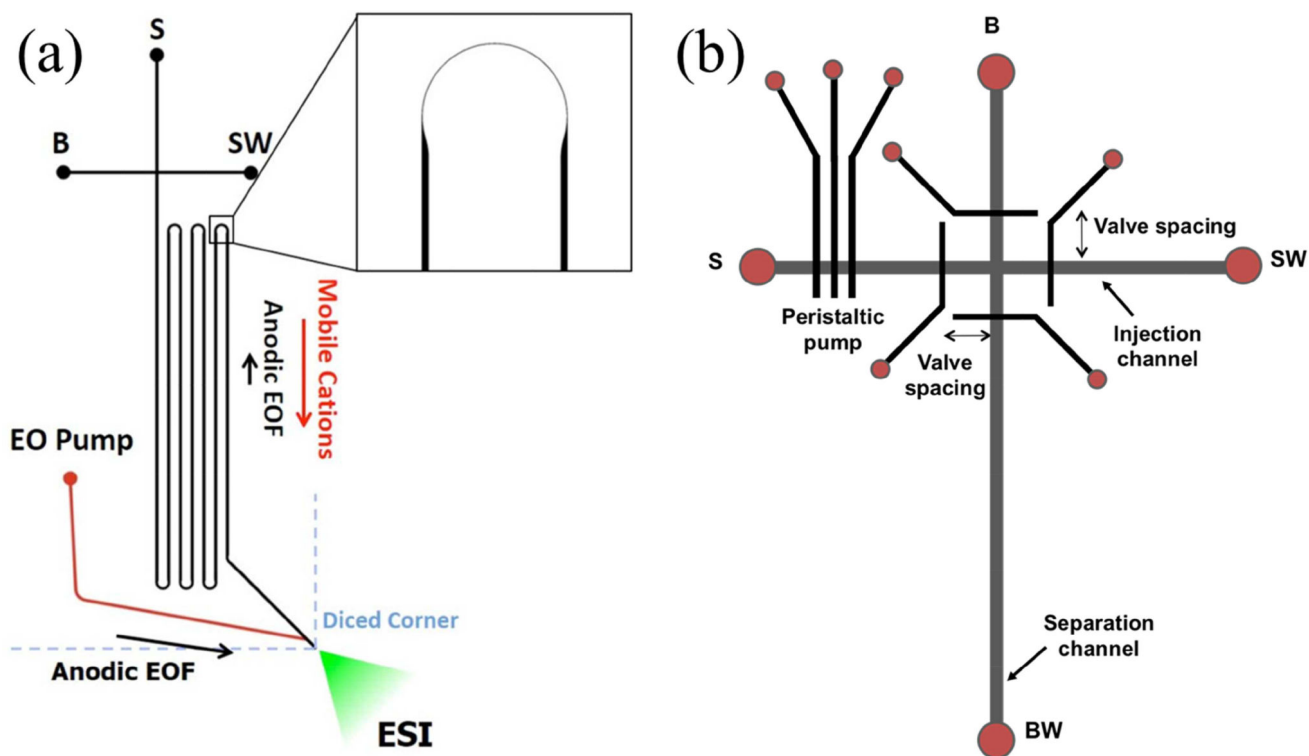 (a)
S
B
SW
Mobile Cations
Anodic EOF
EO Pump
Diced Corner
Anodic EOF
ESI
(b)
B
Valve spacing
S
SW
Peristaltic
pump
Valve
spacing
Injection
channel
Separation
channel
BW